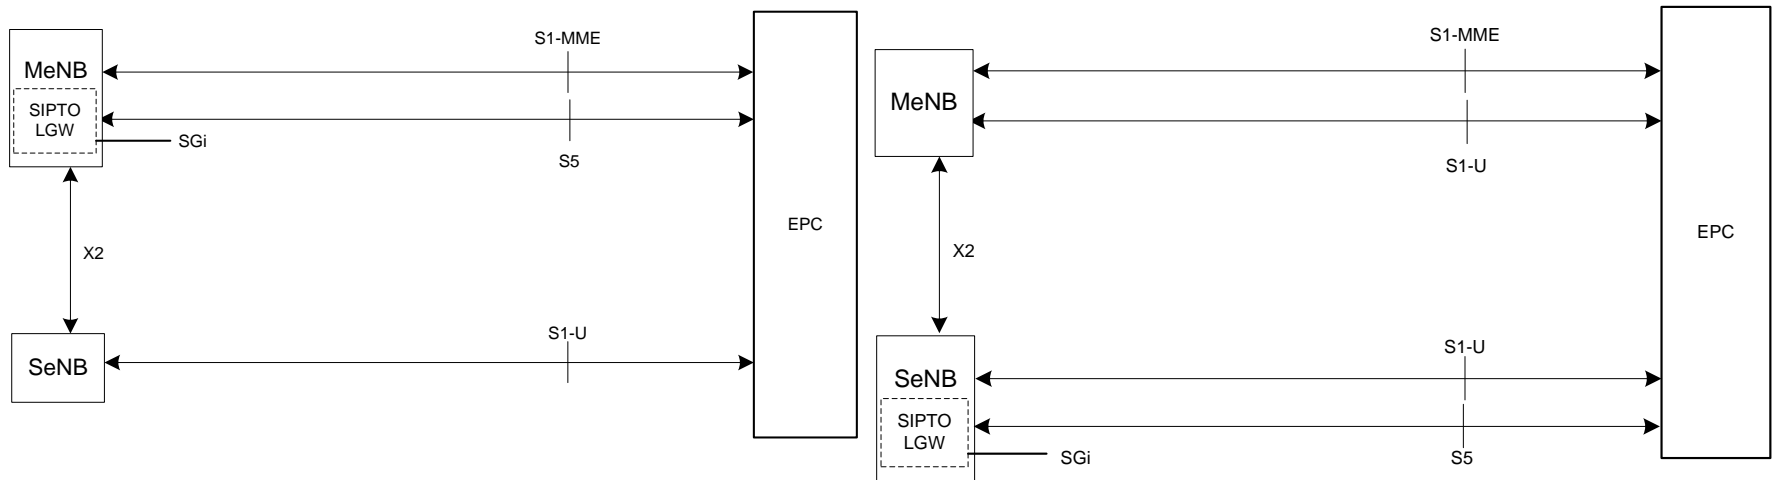 S1-MME
MeNB
SIPTO
LGW
SGi
S5
EPC
X2
S1-U
SeNB
S1-MME
MeNB
S1-U
EPC
X2
S1-U
SeNB
SIPTO
LGW
SGi
S5